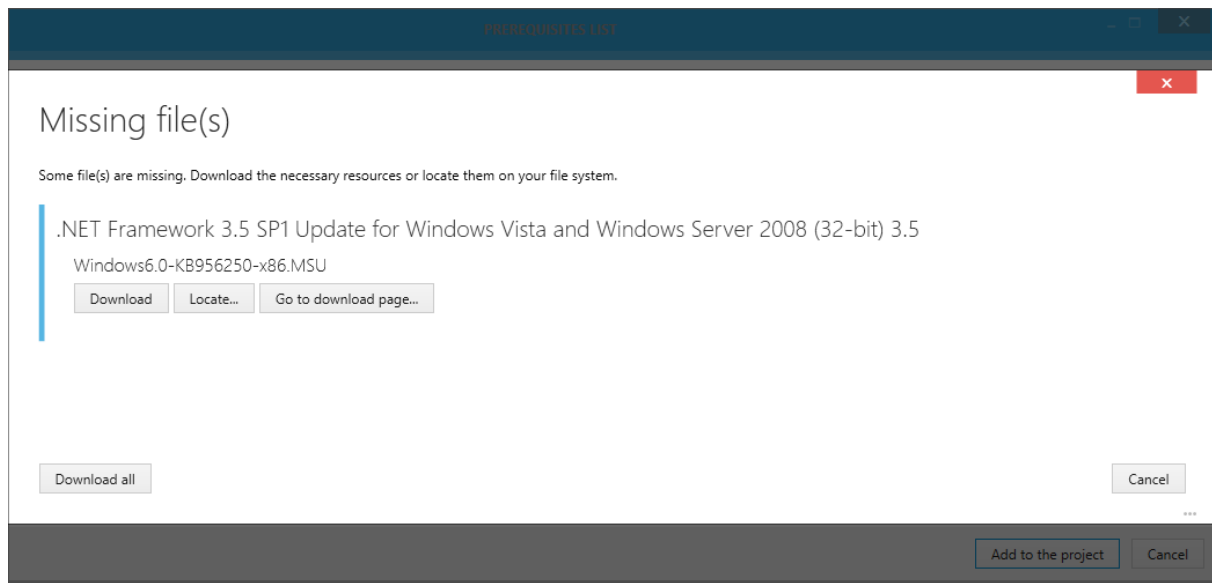 PREREQUISITES LIST
Missing file(s)
Some file(s) are missing. Download the necessary resources or locate them on your file system.
.NET Framework 3.5 SP1 Update for Windows Vista and Windows Server 2008 (32-bit) 3.5
Windows6.0-KB956250-x86.MSU
Download Locate... Go to download page...
Download all Cancel
Add to the project Cancel